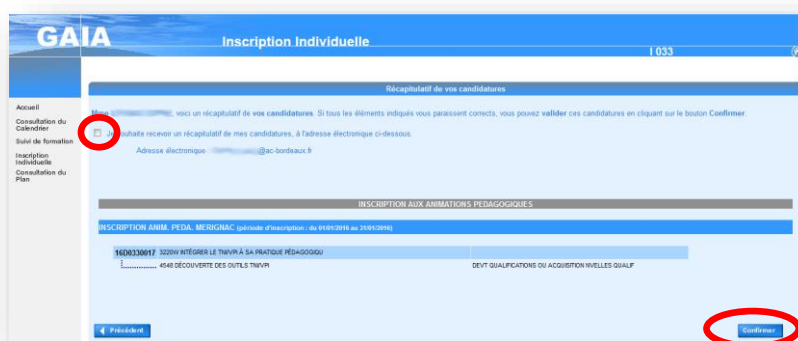 GAIA
Inscription Individuelle
I 033
Récapitulatif de vos candidatures
Accueil
Consultation du
Calendrier
Suivi de formation
Inscription
Individuelle
Consultation du
Plan
Mme , voici un récapitulatif de vos candidatures. Si tous les éléments indiqués vous paraissent corrects, vous pouvez valider ces candidatures en cliquant sur le bouton Confirmer.
Je souhaite recevoir un récapitulatif de mes candidatures, à l'adresse électronique ci-dessous.
Adresse électronique : @ac-bordeaux.fr
INSCRIPTION AUX ANIMATIONS PEDAGOGIQUES
INSCRIPTION ANIM. PEDA. MERIGNAC (période d'inscription : du 01/01/2016 au 31/01/2016)
16D0330017 3220W INTÉGRER LE TNI/VPI À SA PRATIQUE PÉDAGOGIQU
4548 DÉCOUVERTE DES OUTILS TNI/VPI DEVT QUALIFICATIONS OU ACQUISITION NVELLES QUALIF
Précédent
Confirmer